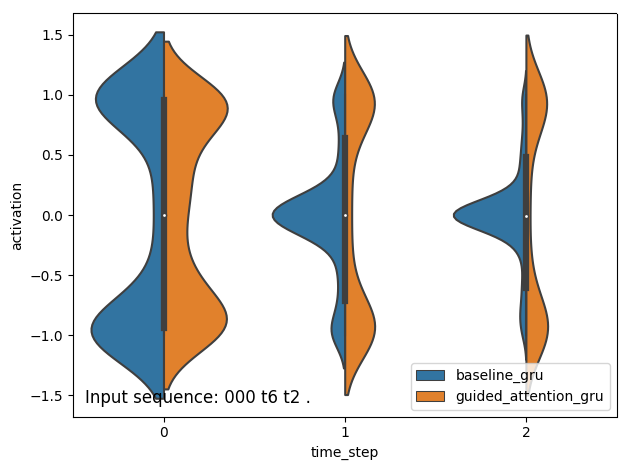 1.5
1.0
0.5
0.0
−0.5
−1.0
−1.5
activation
Input sequence: 000 t6 t2 .
baseline_gru
guided_attention_gru
0 1 2
time_step